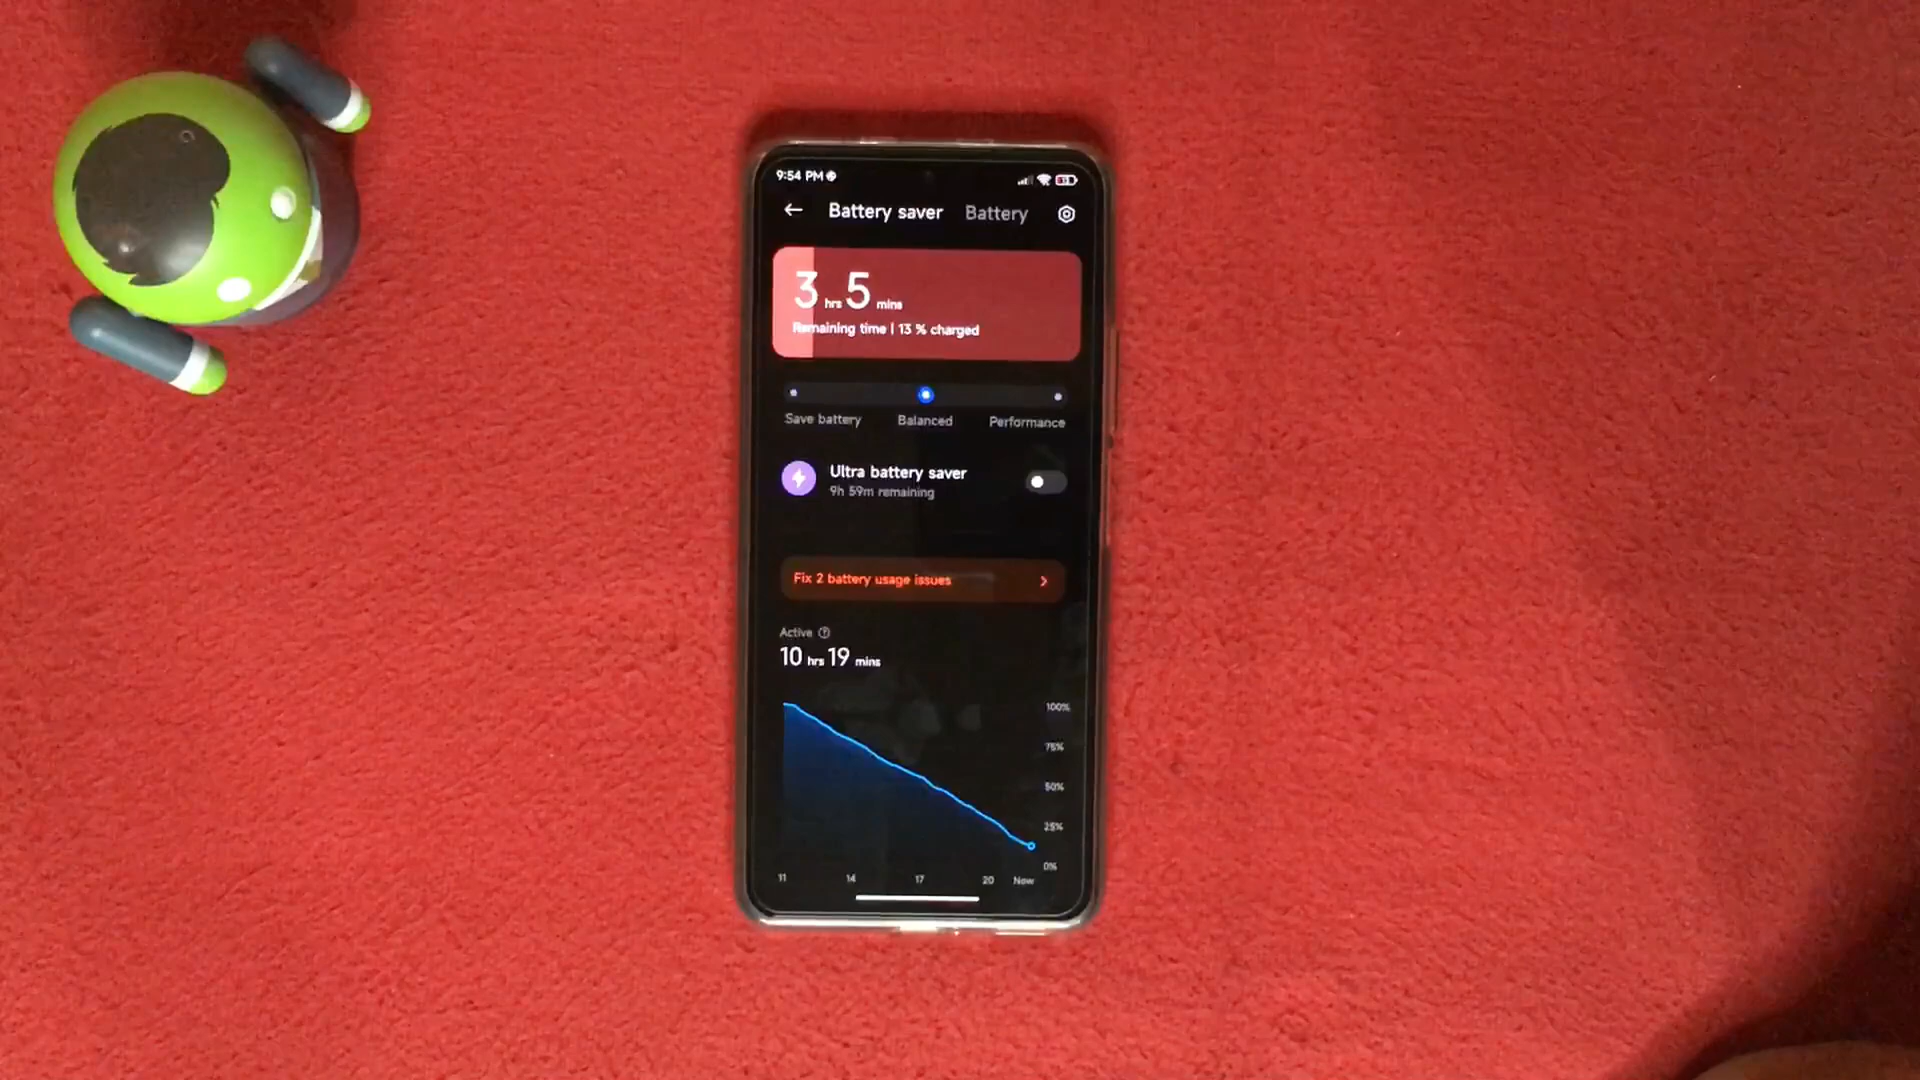 9:54 PM
Battery saver Battery
3 hrs 5 mins
Remaining time | 13 % charged
Save battery Balanced Performance
Ultra battery saver
9h 59m remaining
Fix 2 battery usage issues
Active
10 hrs 19 mins
100%
75%
50%
25%
0%
11 14 17 20 Now